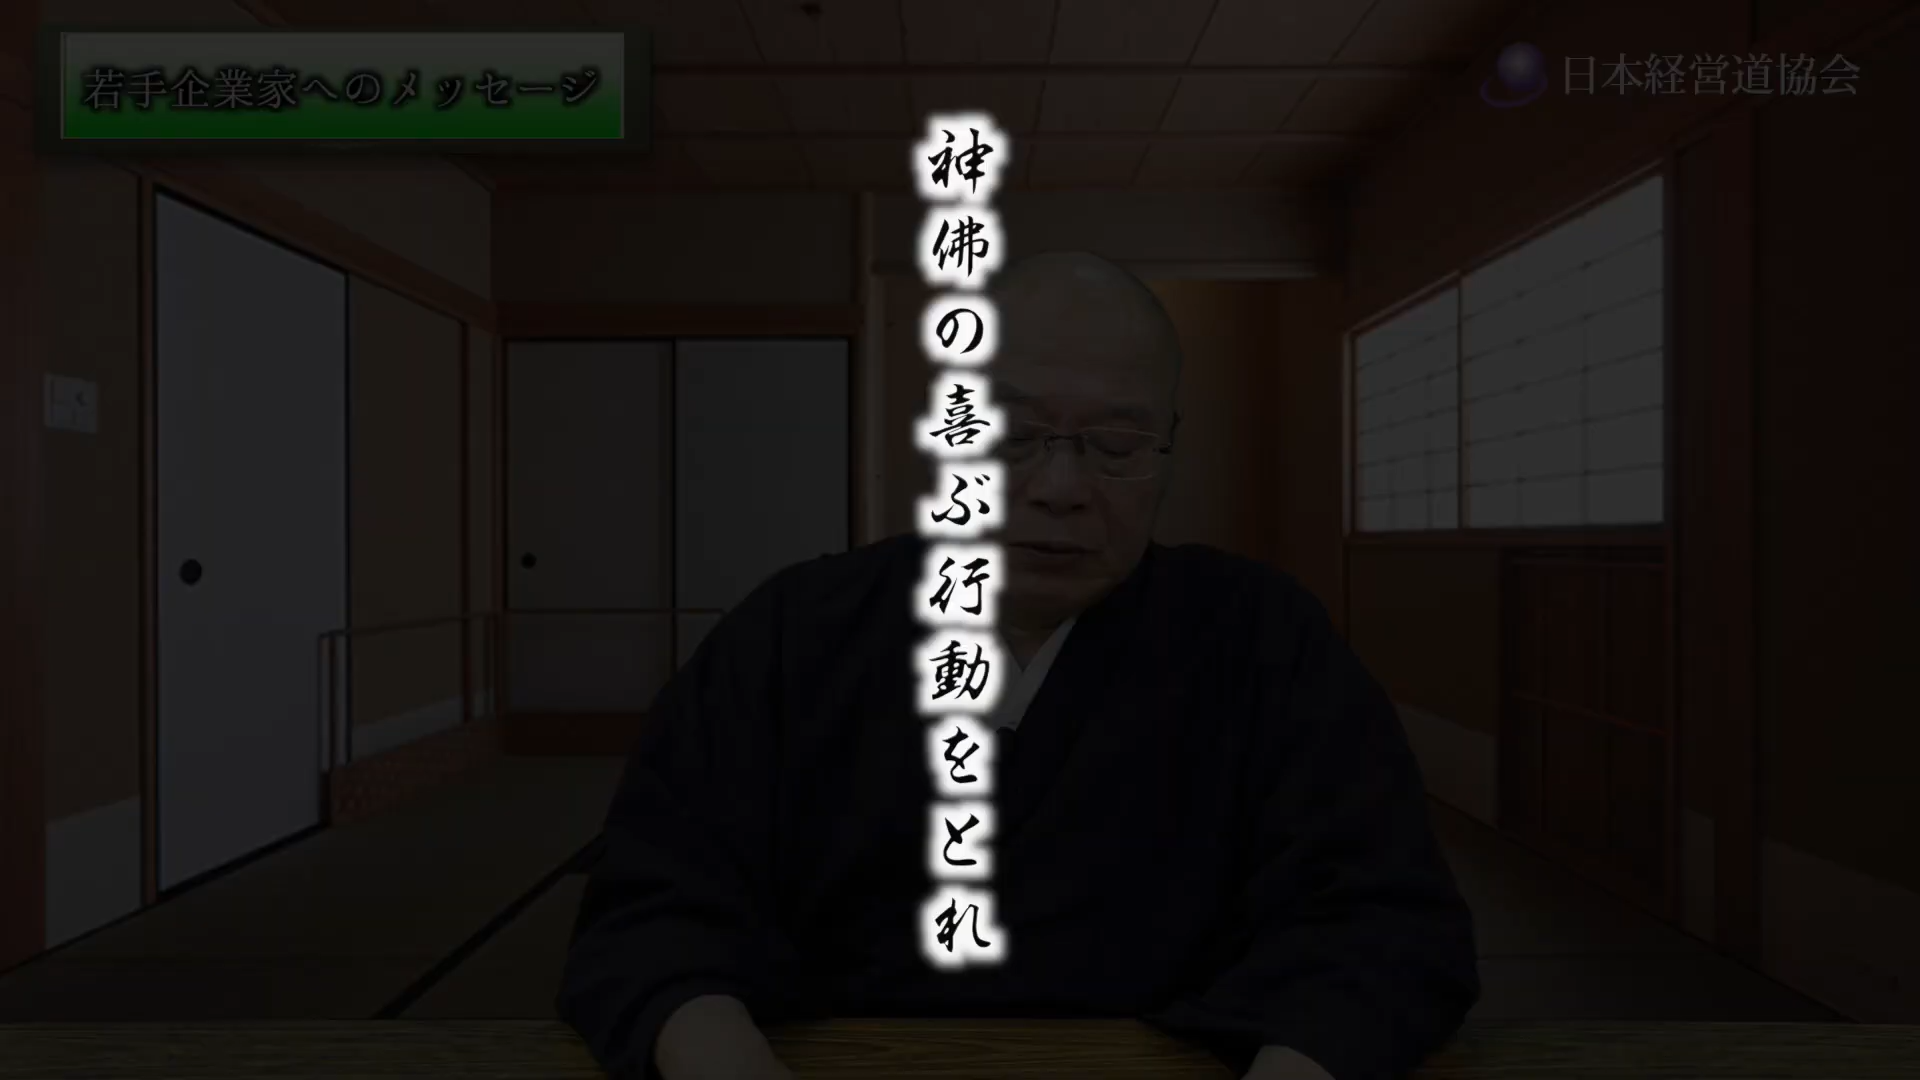 若手企業家へのメッセージ
日本経営道協会
神佛の喜ぶ行動をとれ